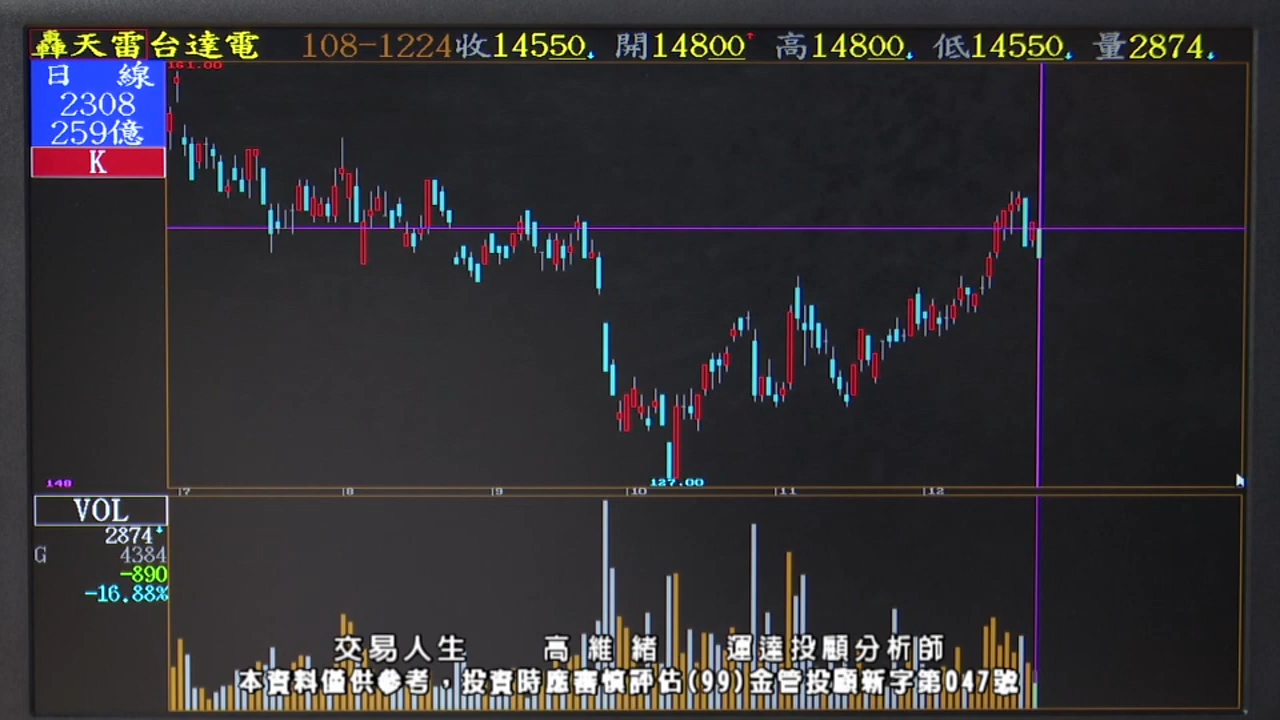 轟天雷台達電 108-1224收14550↓ 開14800↑ 高14800↓ 低14550↓ 量2874↓
日 線
2308
259億
K
161.00
148
127.00
7 8 9 10 11 12
VOL
2874↓
G 4384
-890
-16.88%
交易人生 高維緒 運達投顧分析師
本資料僅供參考，投資時應審慎評估(99)金管投顧新字第047號